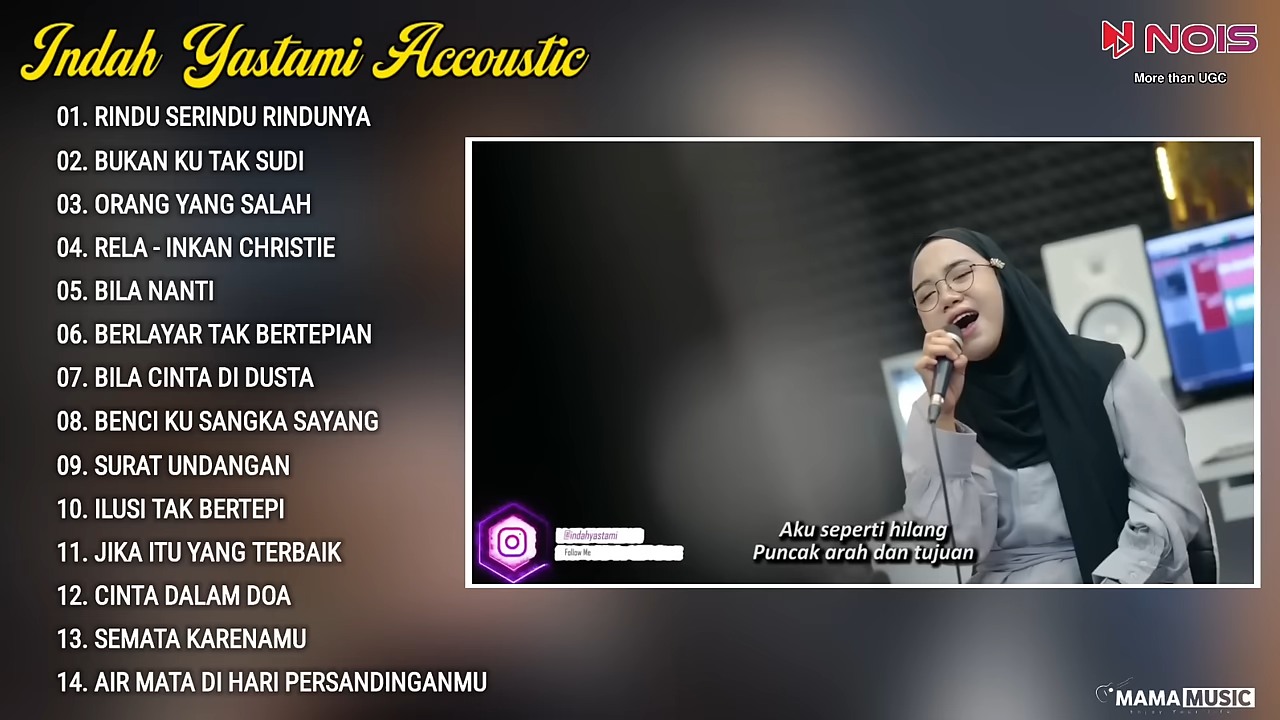 Indah Yastami Accoustic
NOIS
More than UGC
01. RINDU SERINDU RINDUNYA
02. BUKAN KU TAK SUDI
03. ORANG YANG SALAH
04. RELA - INKAN CHRISTIE
05. BILA NANTI
06. BERLAYAR TAK BERTEPIAN
07. BILA CINTA DI DUSTA
08. BENCI KU SANGKA SAYANG
09. SURAT UNDANGAN
10. ILUSI TAK BERTEPI
11. JIKA ITU YANG TERBAIK
12. CINTA DALAM DOA
13. SEMATA KARENAMU
14. AIR MATA DI HARI PERSANDINGANMU
@indahyastami
Follow Me
Aku seperti hilang
Puncak arah dan tujuan
MAMA MUSIC